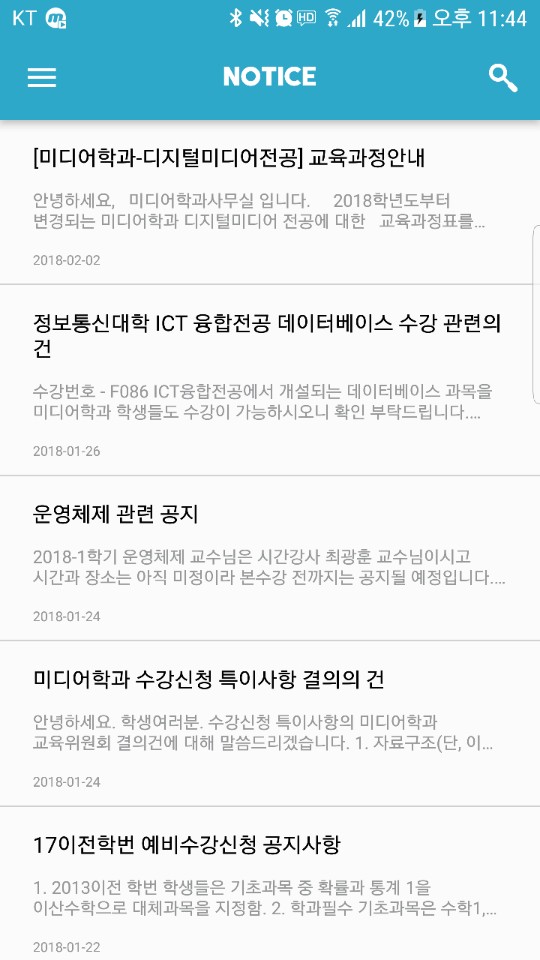 KT
HD
42%
오후 11:44
NOTICE
[미디어학과-디지털미디어전공] 교육과정안내
안녕하세요, 미디어학과사무실 입니다. 2018학년도부터
변경되는 미디어학과 디지털미디어 전공에 대한 교육과정표를...
2018-02-02
정보통신대학 ICT 융합전공 데이터베이스 수강 관련의
건
수강번호 - F086 ICT융합전공에서 개설되는 데이터베이스 과목을
미디어학과 학생들도 수강이 가능하시오니 확인 부탁드립니다....
2018-01-26
운영체제 관련 공지
2018-1학기 운영체제 교수님은 시간강사 최광훈 교수님이시고
시간과 장소는 아직 미정이라 본수강 전까지는 공지될 예정입니다....
2018-01-24
미디어학과 수강신청 특이사항 결의의 건
안녕하세요. 학생여러분. 수강신청 특이사항의 미디어학과
교육위원회 결의건에 대해 말씀드리겠습니다. 1. 자료구조(단, 이...
2018-01-24
17이전학번 예비수강신청 공지사항
1. 2013이전 학번 학생들은 기초과목 중 확률과 통계 1을
이산수학으로 대체과목을 지정함. 2. 학과필수 기초과목은 수학1,...
2018-01-22